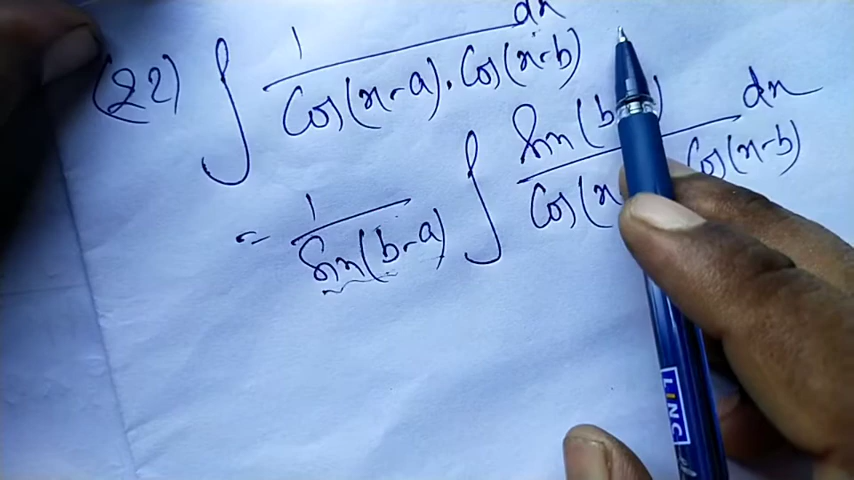 (22) ∫ 1 dx / Cos(x-a).Cos(x-b)
= 1 / Sin(b-a) ∫ Sin(b ) dx / Cos(x Cos(x-b)
LINC